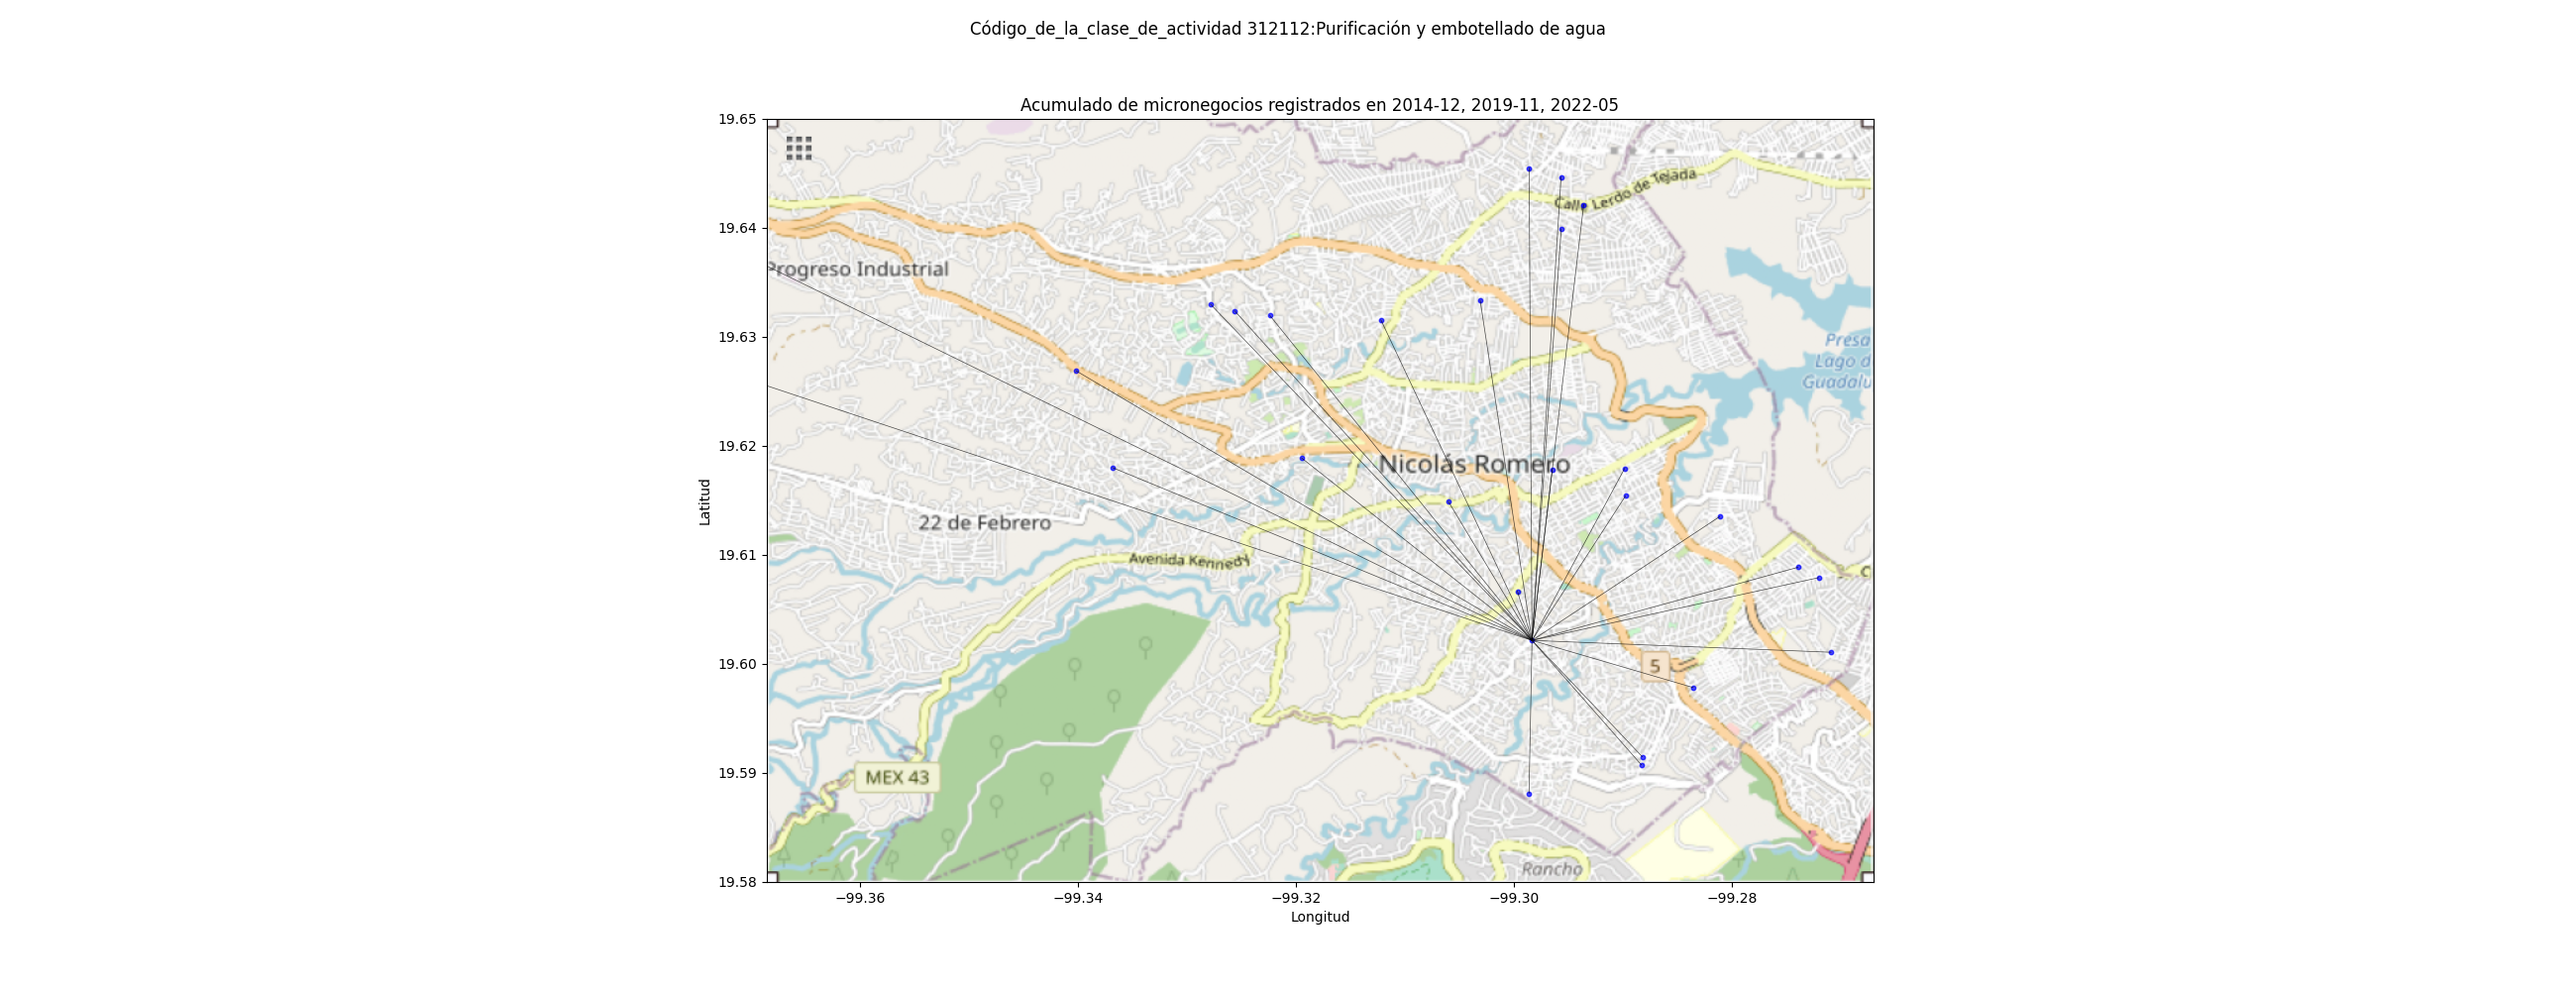 Código_de_la_clase_de_actividad 312112:Purificación y embotellado de agua
Acumulado de micronegocios registrados en 2014-12, 2019-11, 2022-05
19.65
19.64
19.63
19.62
19.61
19.60
19.59
19.58
Latitud
Calle Lerdo de Tejada
Progreso Industrial
Presa
Lago d
Guadalu
Nicolás Romero
22 de Febrero
Avenida Kennedy
C
5
MEX 43
Rancho
−99.36
−99.34
−99.32
−99.30
−99.28
Longitud